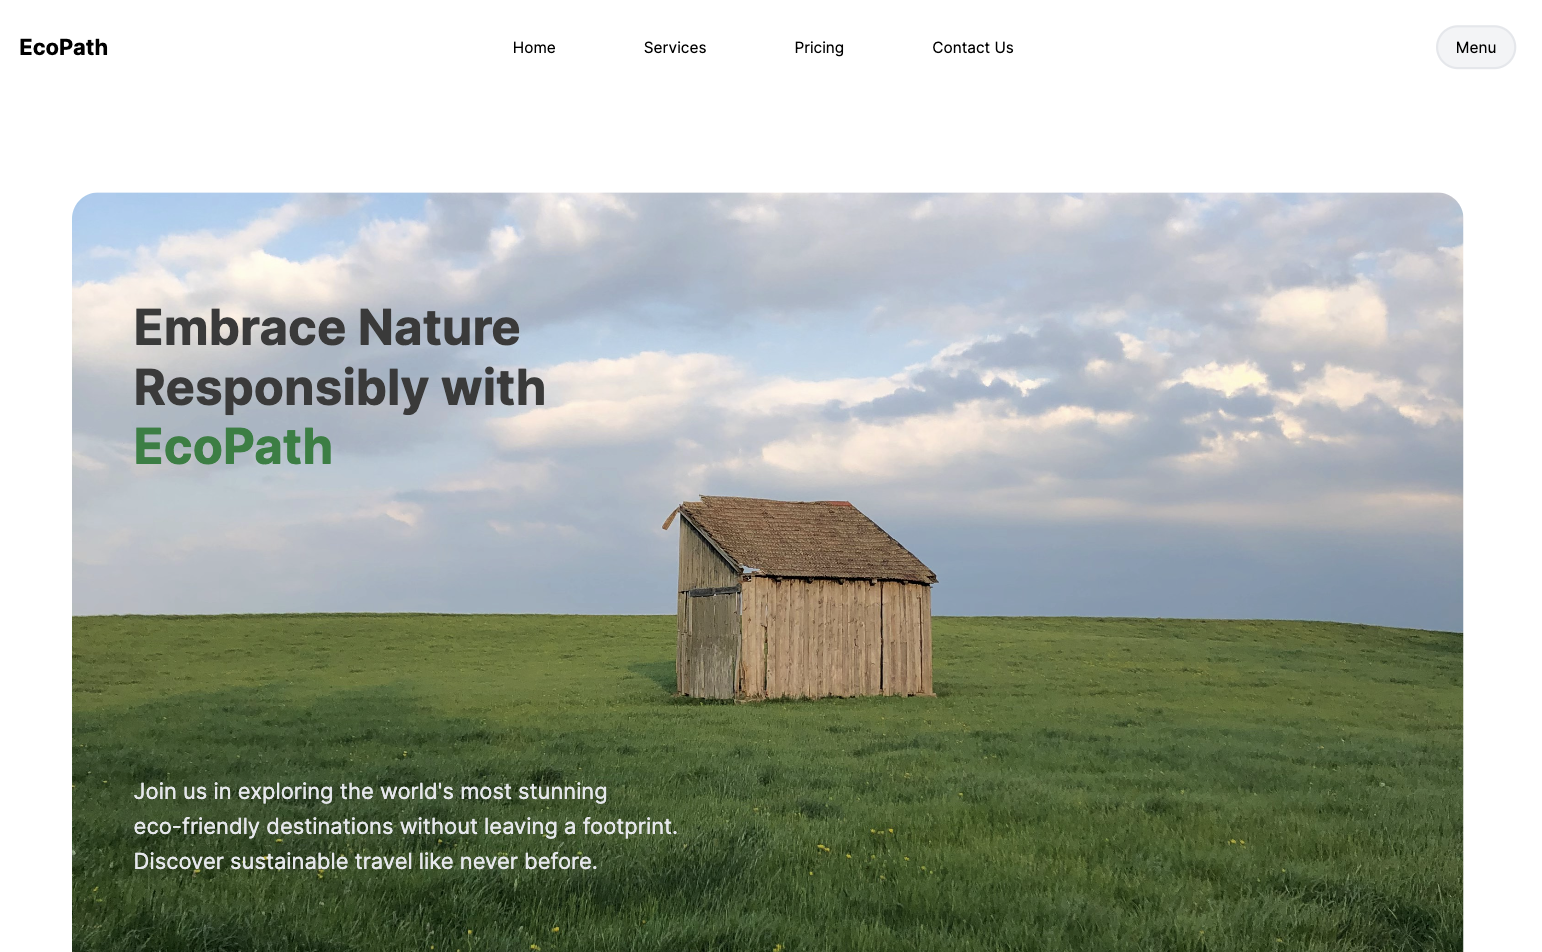 EcoPath
Home
Services
Pricing
Contact Us
Menu
Embrace Nature
Responsibly with
EcoPath
Join us in exploring the world's most stunning
eco-friendly destinations without leaving a footprint.
Discover sustainable travel like never before.